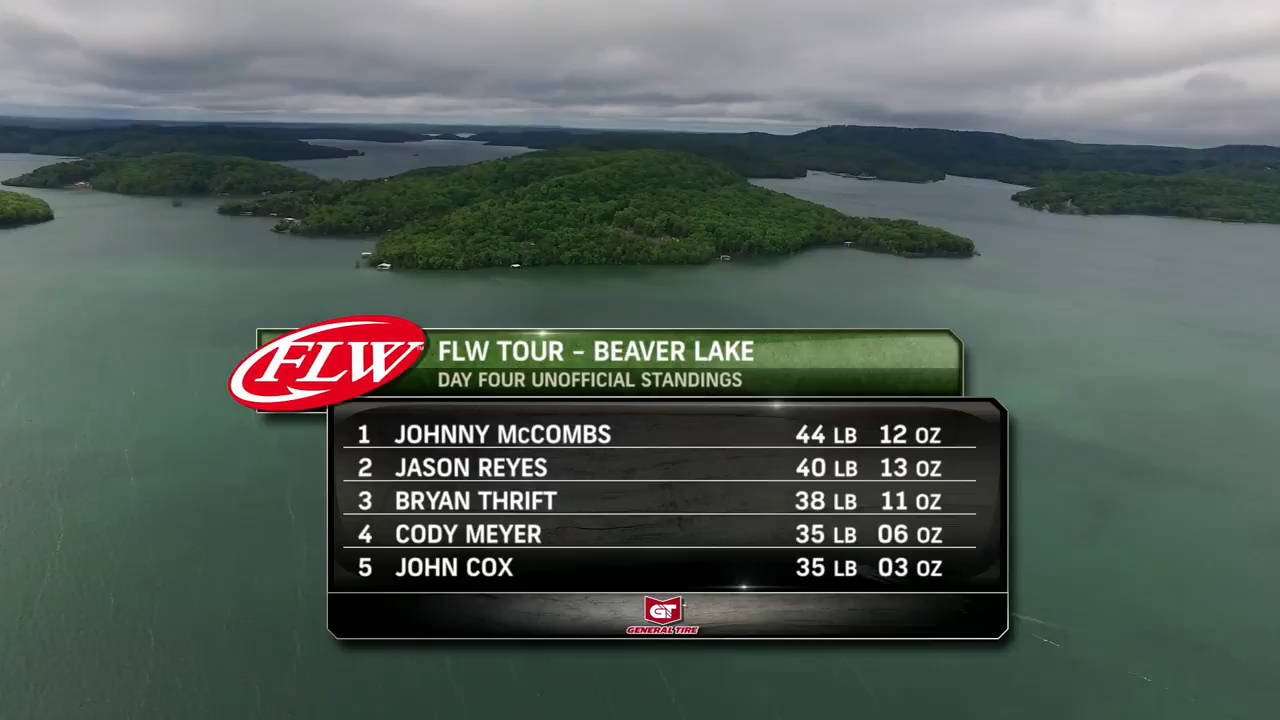 FLW
FLW TOUR - BEAVER LAKE
DAY FOUR UNOFFICIAL STANDINGS
1 JOHNNY McCOMBS 44 LB 12 OZ
2 JASON REYES 40 LB 13 OZ
3 BRYAN THRIFT 38 LB 11 OZ
4 CODY MEYER 35 LB 06 OZ
5 JOHN COX 35 LB 03 OZ
GT
GENERAL TIRE